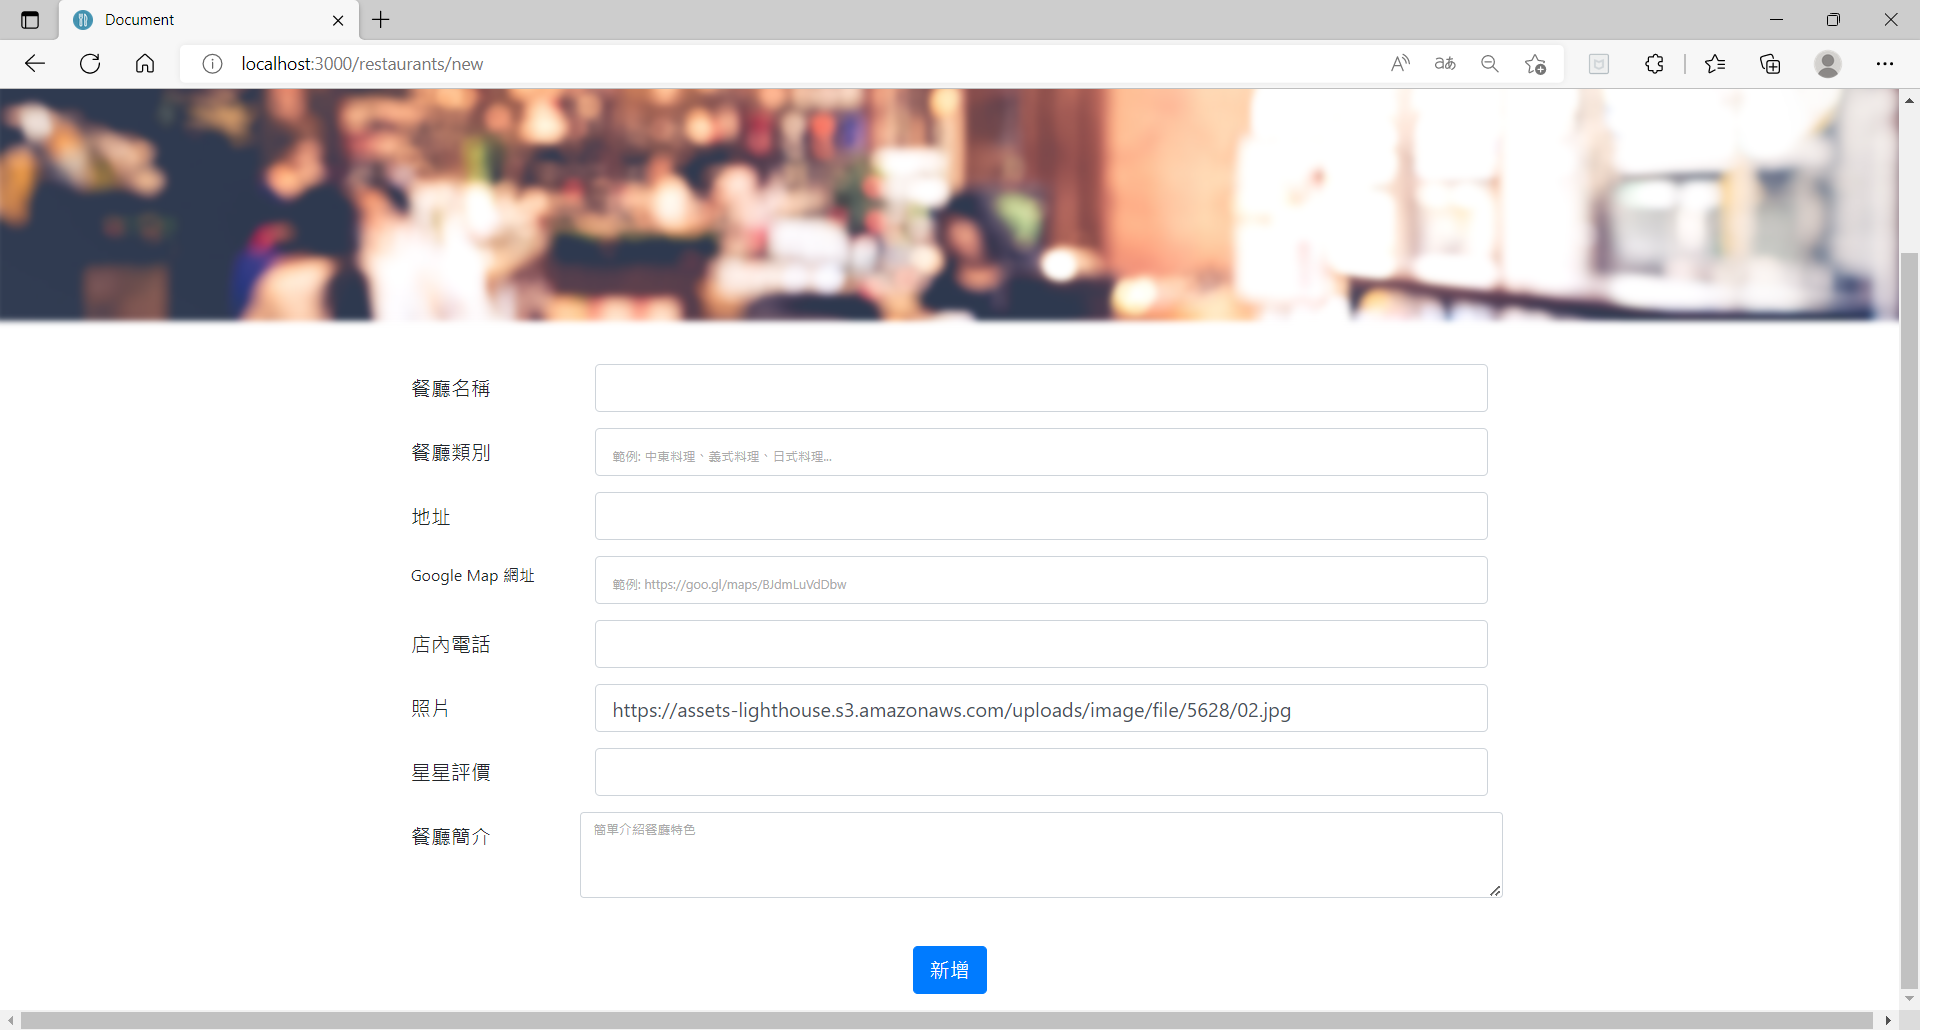 Document
localhost:3000/restaurants/new
餐廳名稱
餐廳類別
範例: 中東料理、義式料理、日式料理...
地址
Google Map 網址
範例: https://goo.gl/maps/BJdmLuVdDbw
店內電話
照片
https://assets-lighthouse.s3.amazonaws.com/uploads/image/file/5628/02.jpg
星星評價
餐廳簡介
簡單介紹餐廳特色
新增